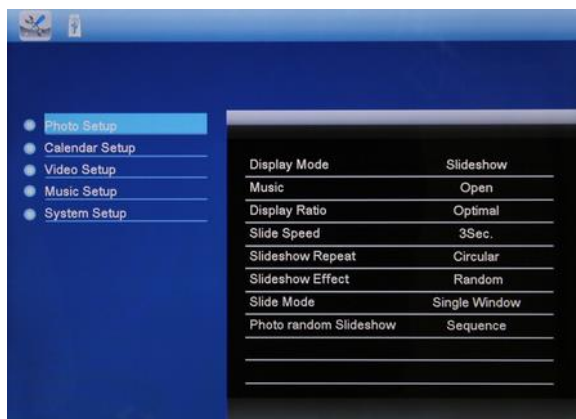 Photo Setup
Calendar Setup
Video Setup
Music Setup
System Setup
Display Mode Slideshow
Music Open
Display Ratio Optimal
Slide Speed 3Sec.
Slideshow Repeat Circular
Slideshow Effect Random
Slide Mode Single Window
Photo random Slideshow Sequence